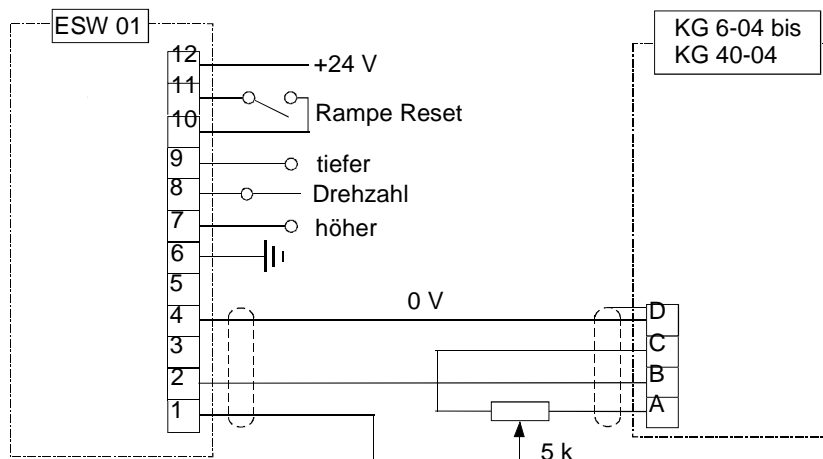 ESW 01
KG 6-04 bis
KG 40-04
12
+24 V
11
Rampe Reset
10
9
tiefer
8
Drehzahl
7
höher
6
5
0 V
4
D
3
C
2
B
1
A
5 k